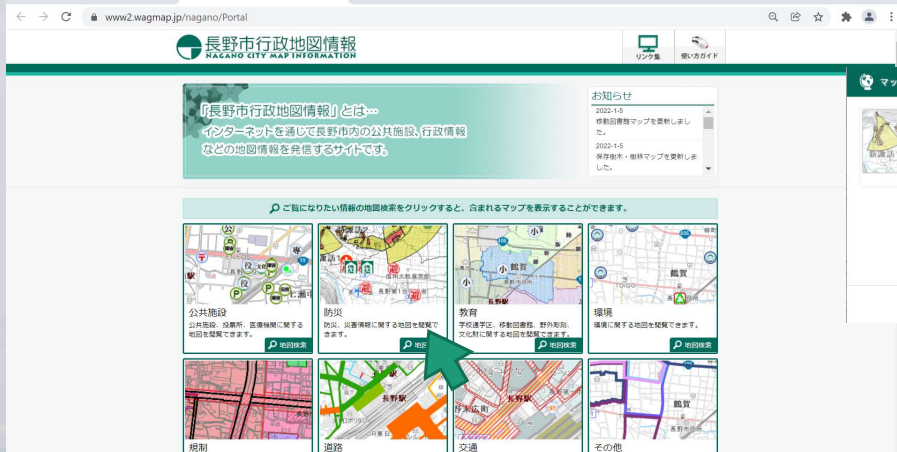 www2.wagmap.jp/nagano/Portal
長野市行政地図情報
NAGANO CITY MAP INFORMATION
リンク集
使い方ガイド
「長野市行政地図情報」とは…
インターネットを通じて長野市内の公共施設、行政情報
などの地図情報を発信するサイトです。
お知らせ
2022-1-5
移動図書館マップを更新しまし
た。
2022-1-5
保存樹木・樹林マップを更新しま
した。
ご覧になりたい情報の地図検索をクリックすると、含まれるマップを表示することができます。
公共施設
公共施設、投票所、医療機関に関する
地図を閲覧できます。
地図検索
防災
防災、災害情報に関する地図を閲覧で
きます。
教育
学校通学区、移動図書館、野外彫刻、
文化財に関する地図を閲覧できます。
地図検索
環境
環境に関する地図を閲覧できます。
地図検索
規制
道路
交通
その他
長野駅
鶴賀